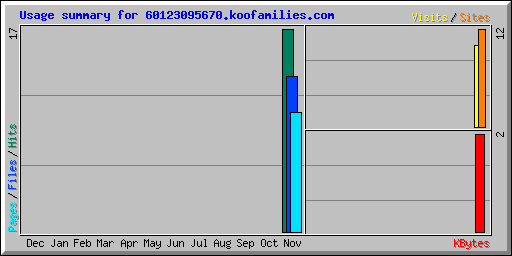 Usage summary for 60123095670.koofamilies.com
Visits/Sites
17
12
Pages/Files/Hits
2
Dec Jan Feb Mar Apr May Jun Jul Aug Sep Oct Nov
KBytes